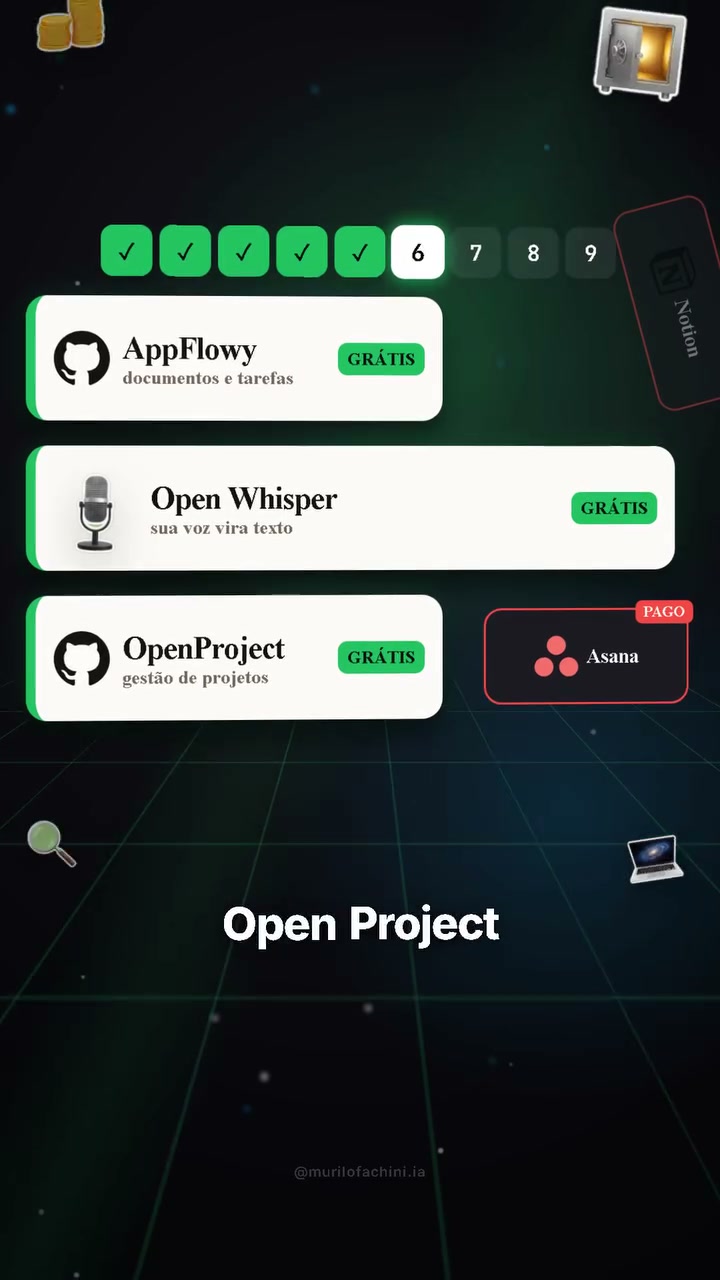 ✓ ✓ ✓ ✓ ✓ 6 7 8 9
Notion
AppFlowy
documentos e tarefas
GRÁTIS
Open Whisper
sua voz vira texto
GRÁTIS
OpenProject
gestão de projetos
GRÁTIS
PAGO
Asana
Open Project
@murilofachini.ia